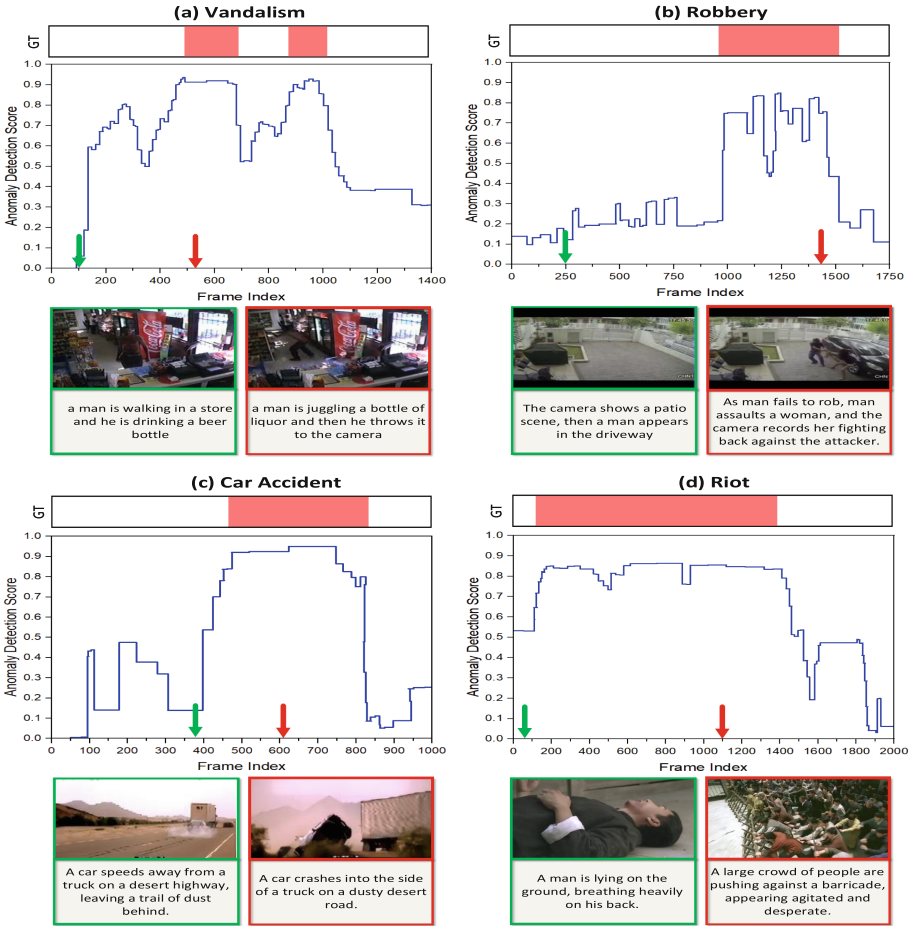 (a) Vandalism
GT
1.0
0.9
0.8
0.7
0.6
0.5
0.4
0.3
0.2
0.1
0.0
Anomaly Detection Score
0 200 400 600 800 1000 1200 1400
Frame Index
Coca-Cola
Coca-Cola
a man is walking in a store
and he is drinking a beer
bottle
a man is juggling a bottle of
liquor and then he throws it
to the camera
(b) Robbery
GT
1.0
0.9
0.8
0.7
0.6
0.5
0.4
0.3
0.2
0.1
0.0
Anomaly Detection Score
0 250 500 750 1000 1250 1500 1750
Frame Index
The camera shows a patio
scene, then a man appears
in the driveway
As man fails to rob, man
assaults a woman, and the
camera records her fighting
back against the attacker.
(c) Car Accident
GT
1.0
0.9
0.8
0.7
0.6
0.5
0.4
0.3
0.2
0.1
0.0
Anomaly Detection Score
0 100 200 300 400 500 600 700 800 900 1000
Frame Index
A car speeds away from a
truck on a desert highway,
leaving a trail of dust
behind.
A car crashes into the side
of a truck on a dusty desert
road.
(d) Riot
GT
1.0
0.9
0.8
0.7
0.6
0.5
0.4
0.3
0.2
0.1
0.0
Anomaly Detection Score
0 200 400 600 800 1000 1200 1400 1600 1800 2000
Frame Index
A man is lying on the
ground, breathing heavily
on his back.
A large crowd of people are
pushing against a barricade,
appearing agitated and
desperate.